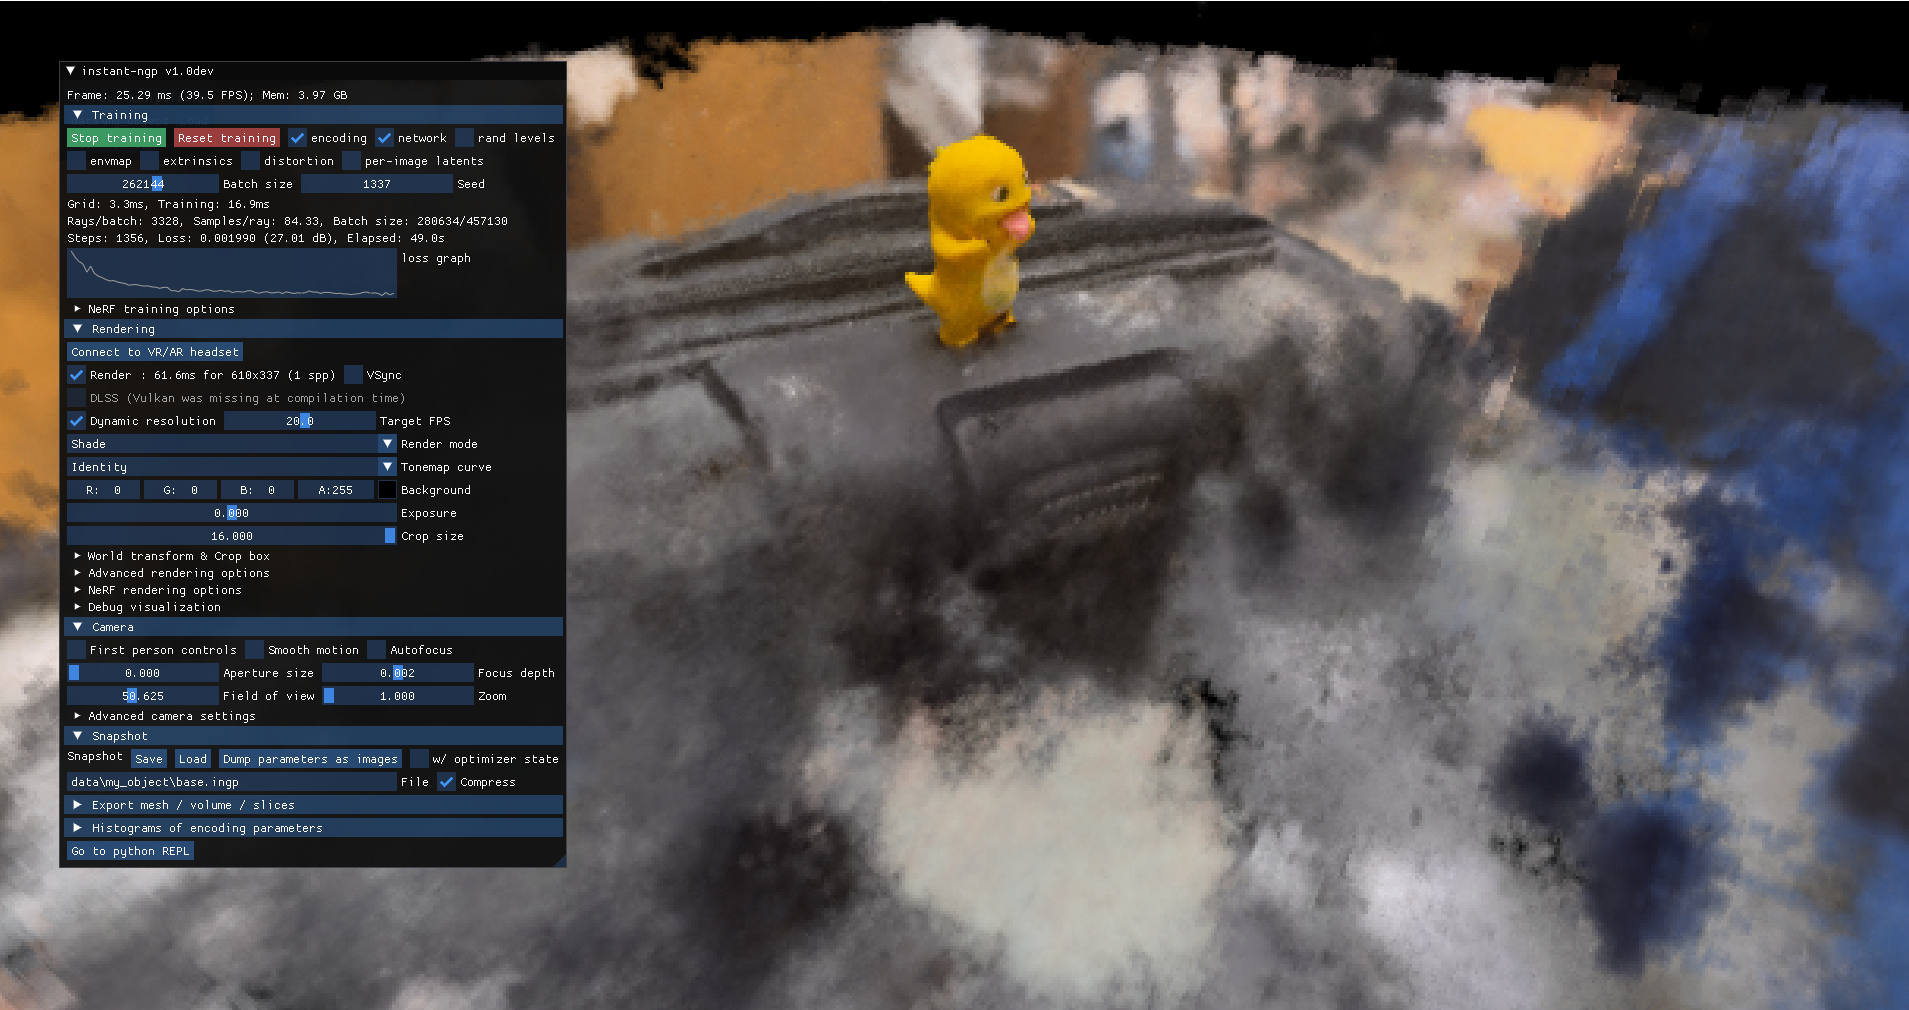 instant-ngp v1.0dev
Frame: 25.29 ms (39.5 FPS); Mem: 3.97 GB
Training
Stop training Reset training encoding network rand levels
envmap extrinsics distortion per-image latents
262144 Batch size 1337 Seed
Grid: 3.3ms, Training: 16.9ms
Rays/batch: 3328, Samples/ray: 84.33, Batch size: 280634/457130
Steps: 1356, Loss: 0.001990 (27.01 dB), Elapsed: 49.0s
loss graph
NeRF training options
Rendering
Connect to VR/AR headset
Render : 61.6ms for 610x337 (1 spp) VSync
DLSS (Vulkan was missing at compilation time)
Dynamic resolution 20.0 Target FPS
Shade Render mode
Identity Tonemap curve
R: 0 G: 0 B: 0 A:255 Background
0.000 Exposure
16.000 Crop size
World transform & Crop box
Advanced rendering options
NeRF rendering options
Debug visualization
Camera
First person controls Smooth motion Autofocus
0.000 Aperture size 0.002 Focus depth
50.625 Field of view 1.000 Zoom
Advanced camera settings
Snapshot
Snapshot Save Load Dump parameters as images w/ optimizer state
data\my_object\base.ingp File Compress
Export mesh / volume / slices
Histograms of encoding parameters
Go to python REPL